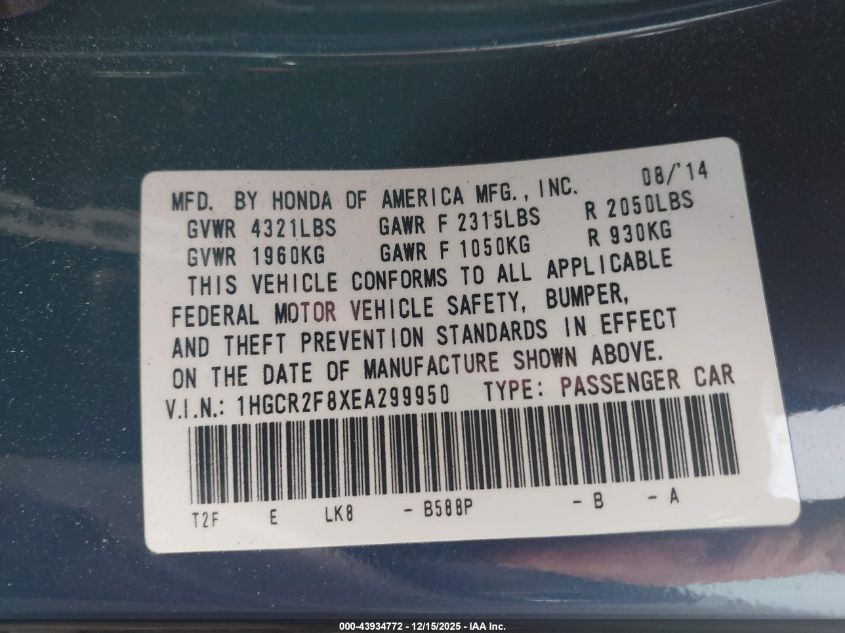 MFD. BY HONDA OF AMERICA MFG., INC. 08/'14
GVWR 4321LBS GAWR F 2315LBS R 2050LBS
GVWR 1960KG GAWR F 1050KG R 930KG
THIS VEHICLE CONFORMS TO ALL APPLICABLE
FEDERAL MOTOR VEHICLE SAFETY, BUMPER,
AND THEFT PREVENTION STANDARDS IN EFFECT
ON THE DATE OF MANUFACTURE SHOWN ABOVE.
V.I.N.: 1HGCR2F8XEA299950 TYPE: PASSENGER CAR
T2F E LK8 - B588P - B - A
000-43934772 - 12/15/2025 - IAA Inc.